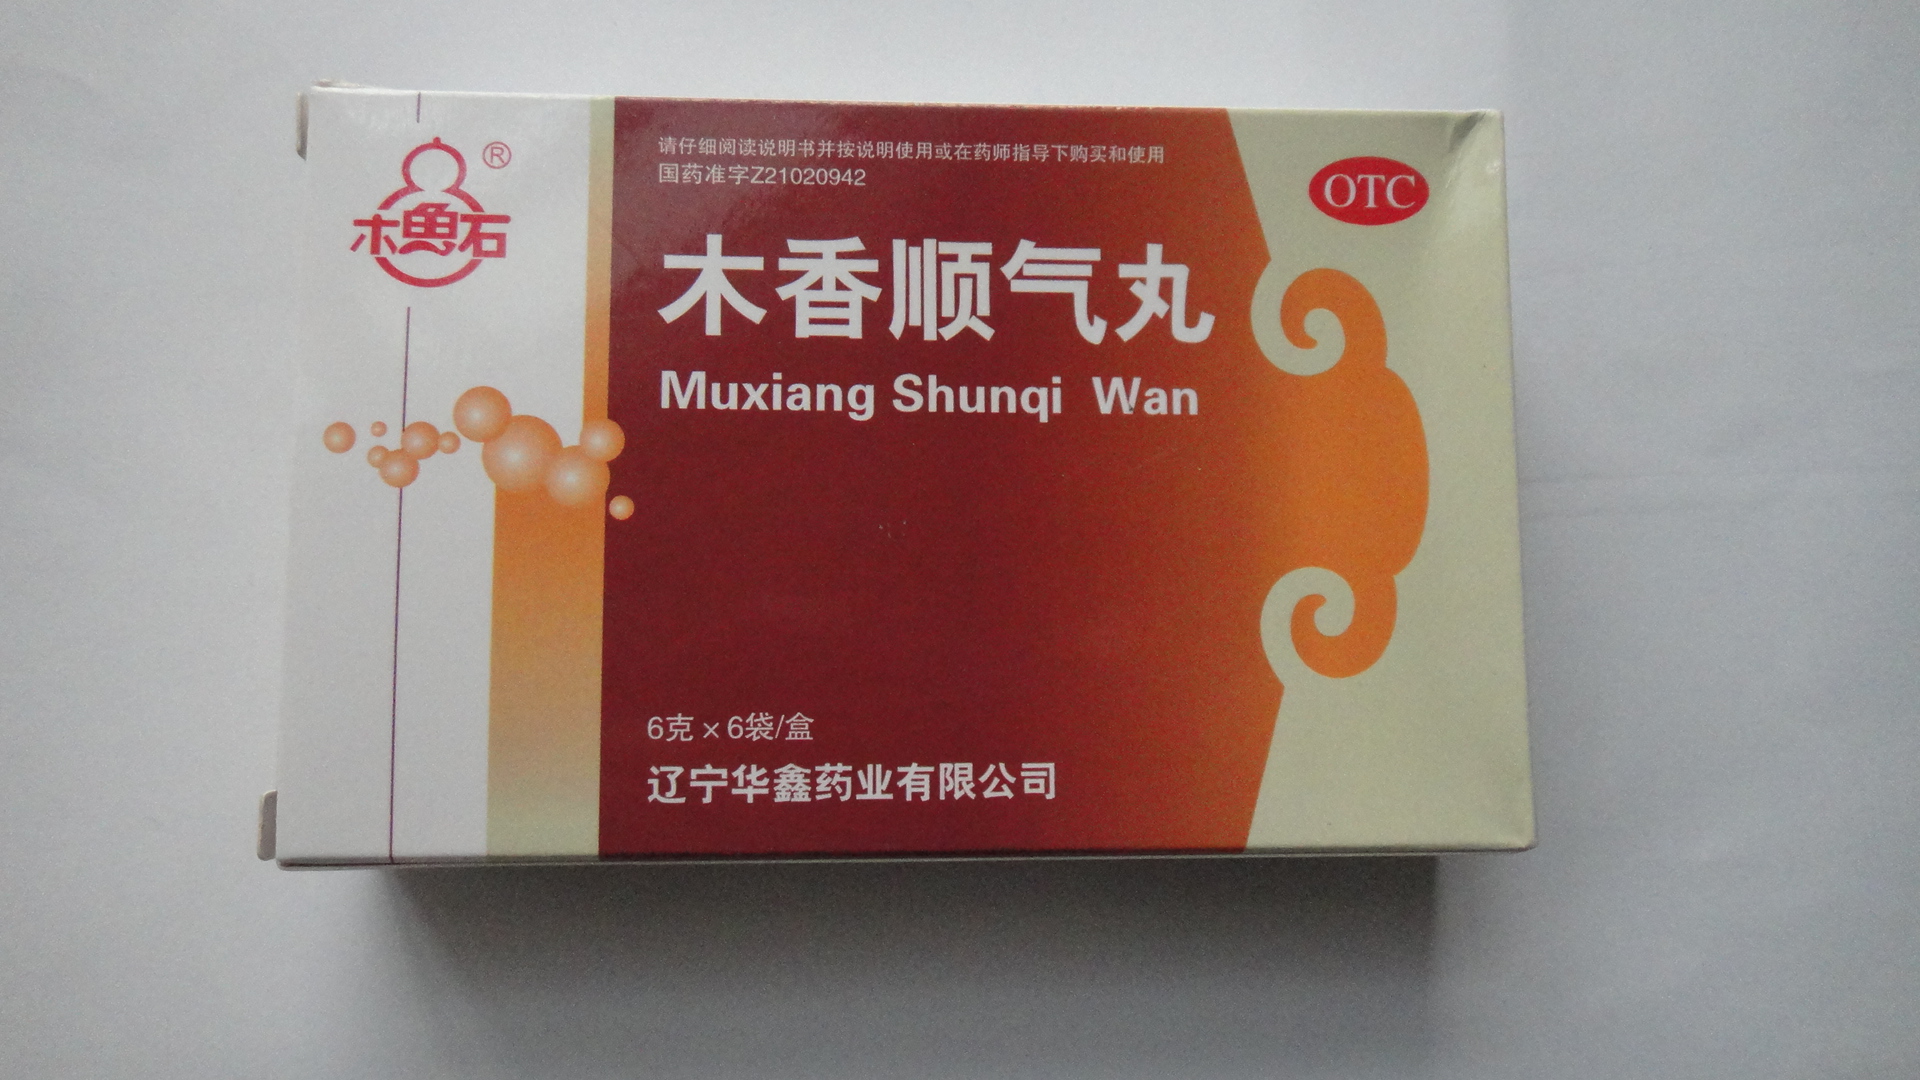 木鱼石
®
请仔细阅读说明书并按说明使用或在药师指导下购买和使用
国药准字Z21020942
OTC
木香顺气丸
Muxiang Shunqi Wan
6克×6袋/盒
辽宁华鑫药业有限公司